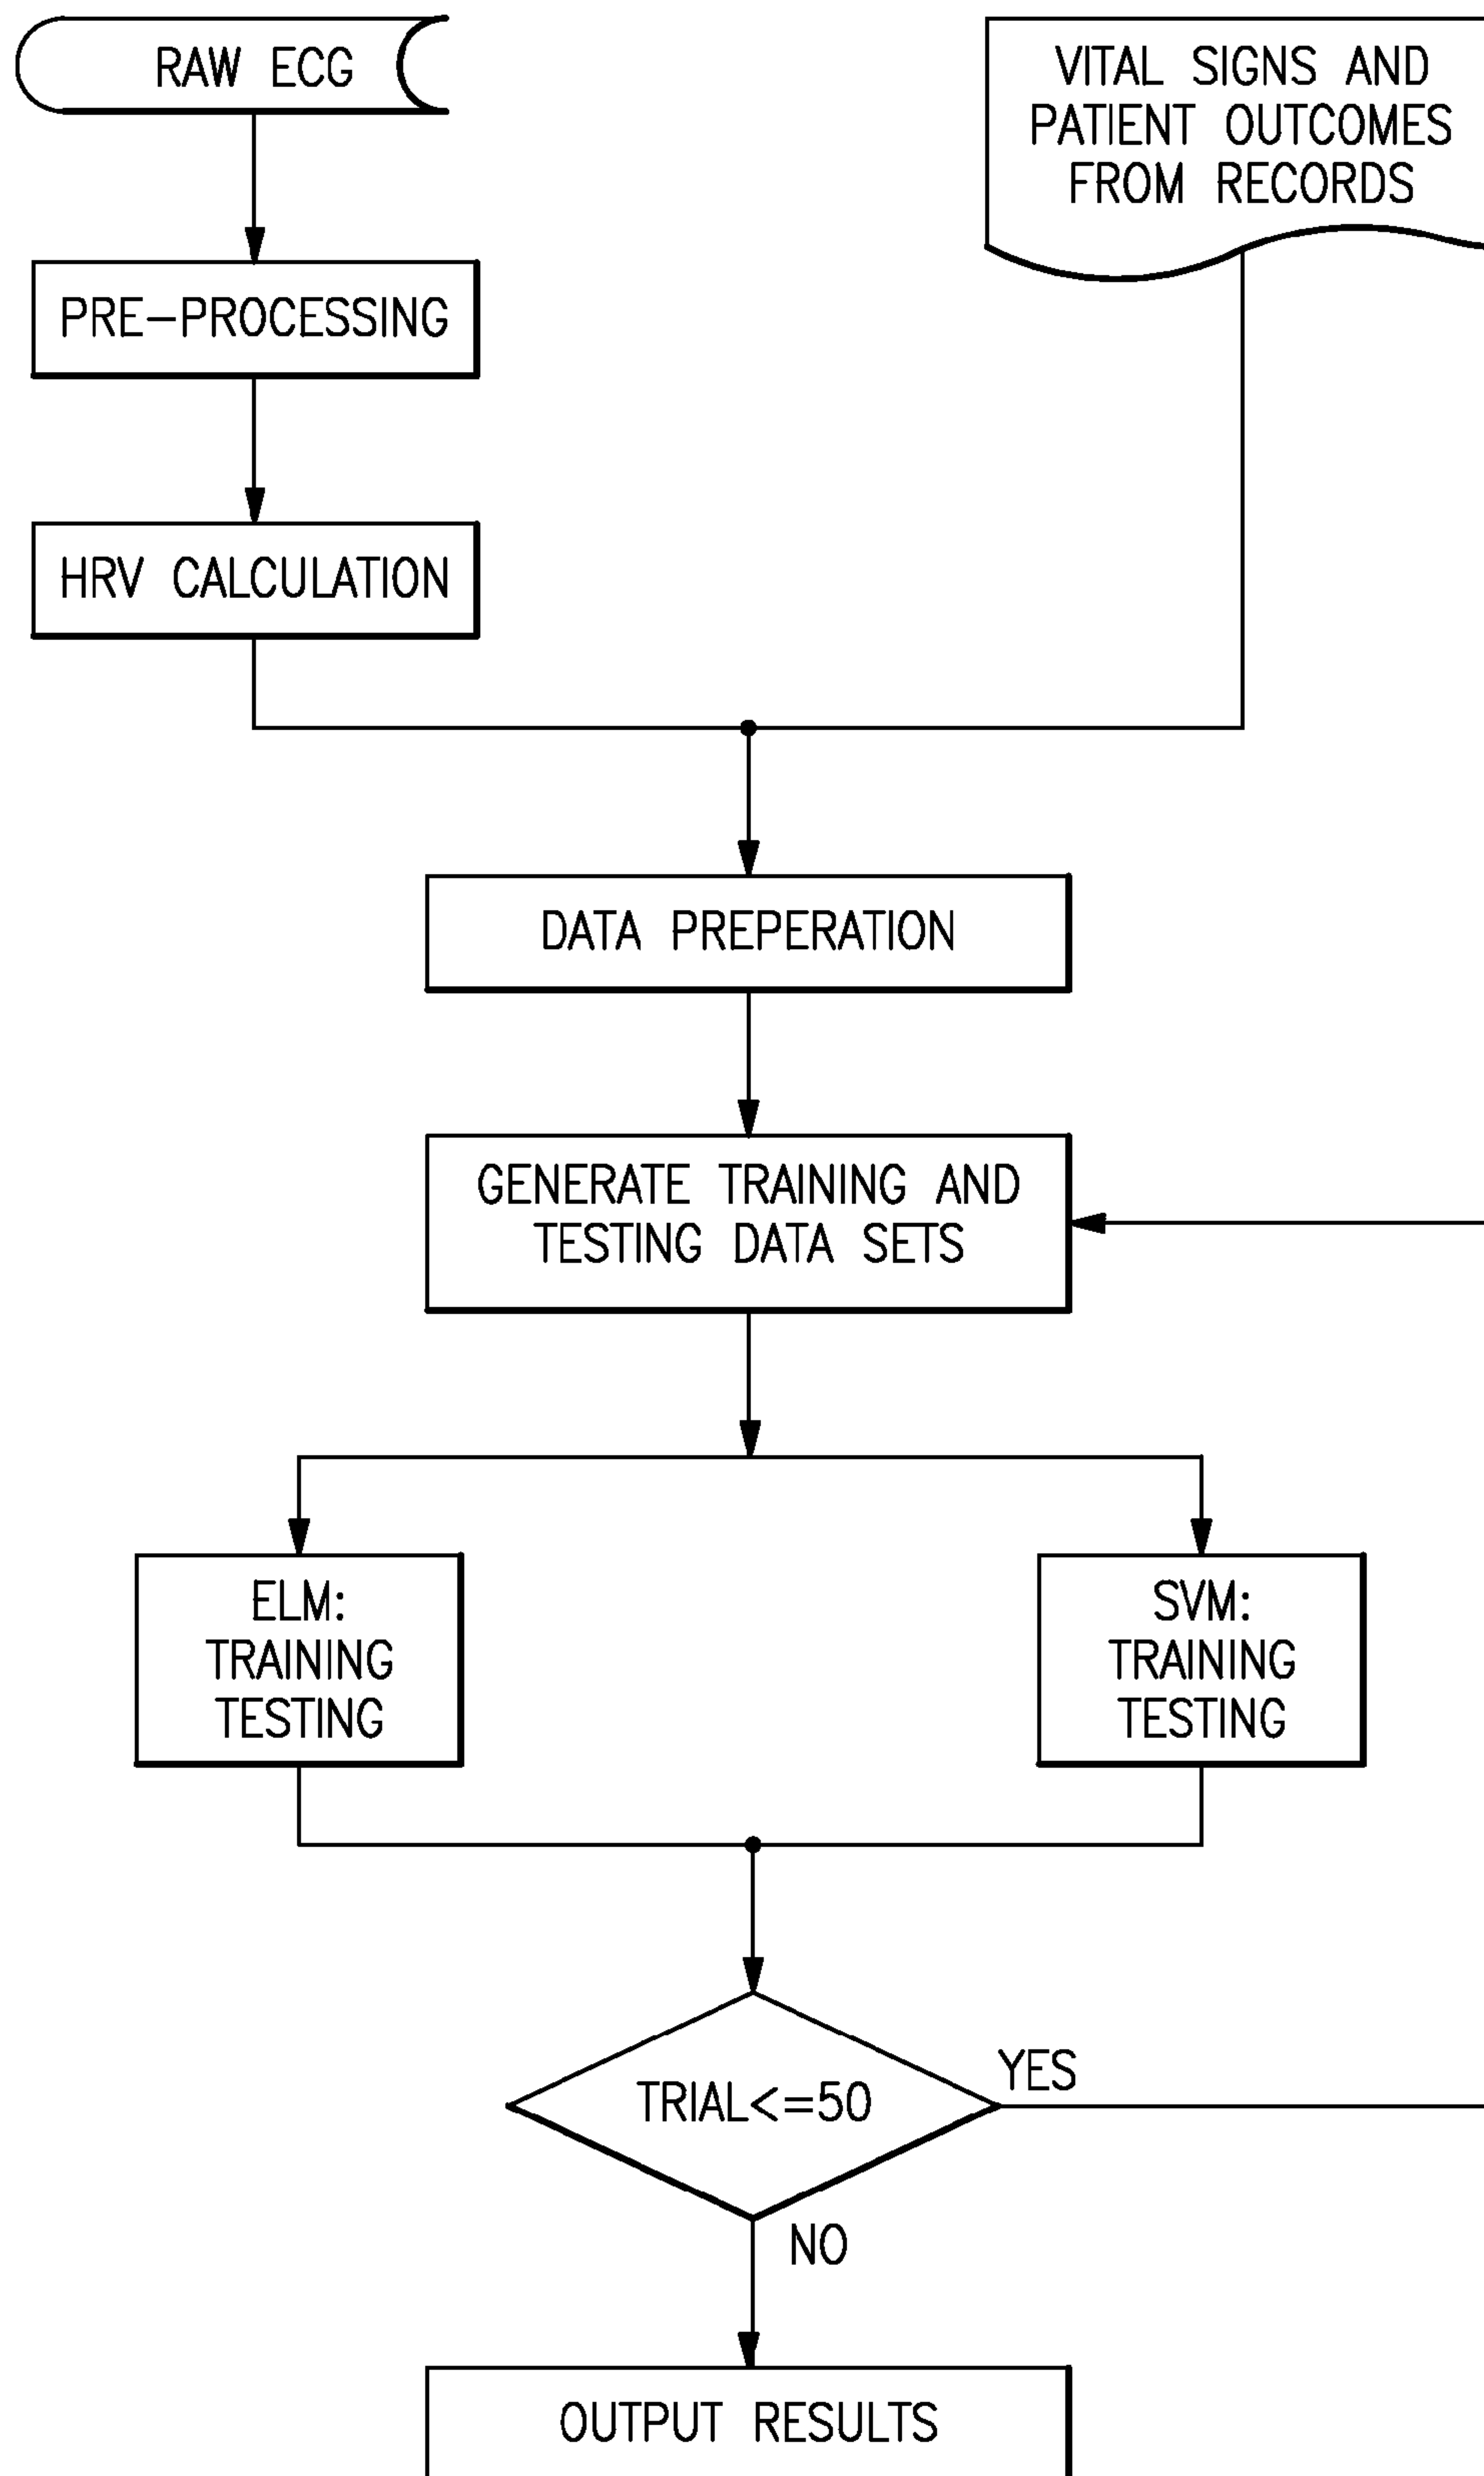 RAW ECG
VITAL SIGNS AND
PATIENT OUTCOMES
FROM RECORDS
PRE-PROCESSING
HRV CALCULATION
DATA PREPERATION
GENERATE TRAINING AND
TESTING DATA SETS
ELM:
TRAINING
TESTING
SVM:
TRAINING
TESTING
TRIAL<=50
YES
NO
OUTPUT RESULTS